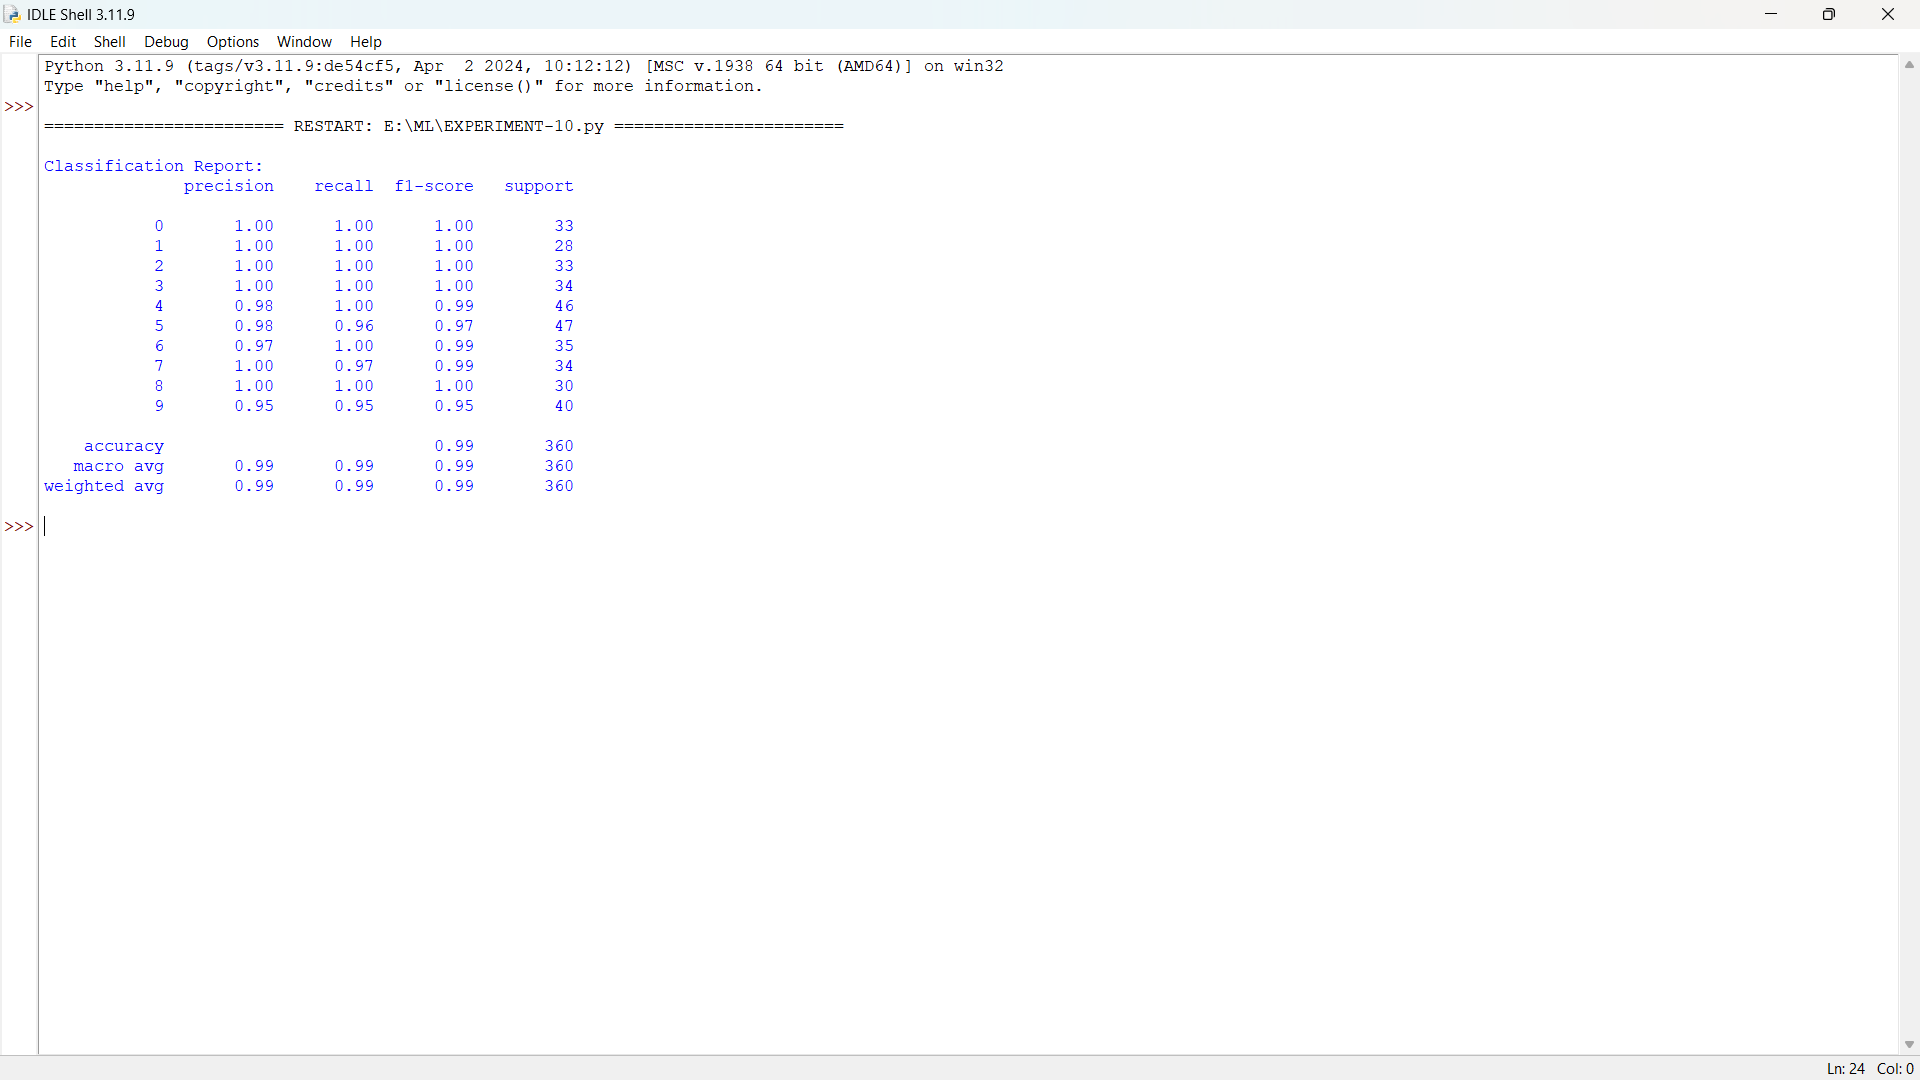 IDLE Shell 3.11.9
File Edit Shell Debug Options Window Help
Python 3.11.9 (tags/v3.11.9:de54cf5, Apr  2 2024, 10:12:12) [MSC v.1938 64 bit (AMD64)] on win32
Type "help", "copyright", "credits" or "license()" for more information.
>>>
======================== RESTART: E:\ML\EXPERIMENT-10.py =======================
Classification Report:
              precision    recall  f1-score   support
           0       1.00      1.00      1.00        33
           1       1.00      1.00      1.00        28
           2       1.00      1.00      1.00        33
           3       1.00      1.00      1.00        34
           4       0.98      1.00      0.99        46
           5       0.98      0.96      0.97        47
           6       0.97      1.00      0.99        35
           7       1.00      0.97      0.99        34
           8       1.00      1.00      1.00        30
           9       0.95      0.95      0.95        40
    accuracy                           0.99       360
   macro avg       0.99      0.99      0.99       360
weighted avg       0.99      0.99      0.99       360
>>>
Ln: 24 Col: 0